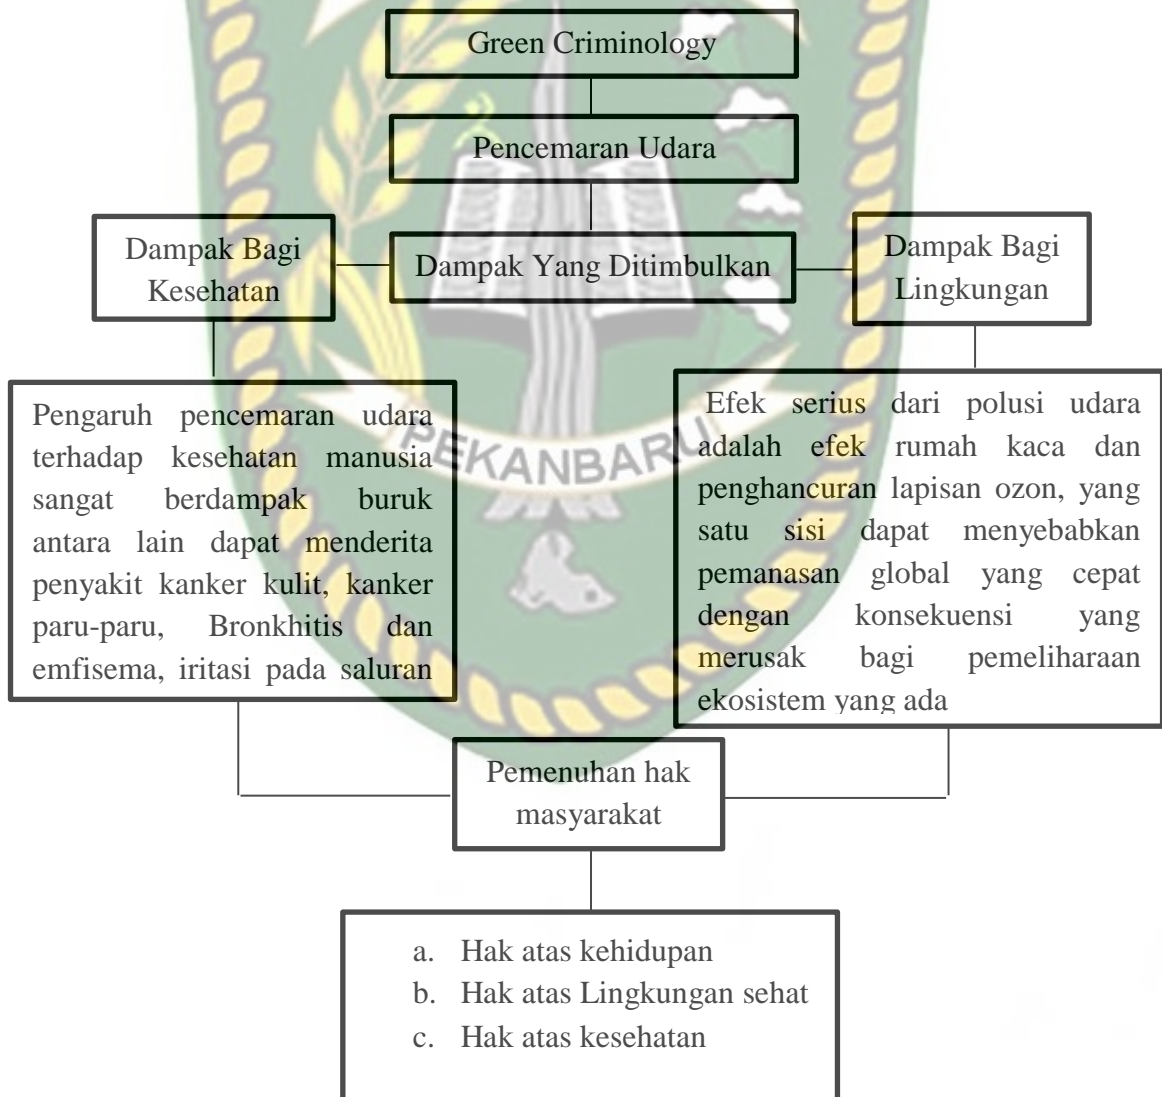 Green Criminology
Pencemaran Udara
Dampak Yang Ditimbulkan
Dampak Bagi
Kesehatan
Dampak Bagi
Lingkungan
Pengaruh pencemaran udara
terhadap kesehatan manusia
sangat berdampak buruk
antara lain dapat menderita
penyakit kanker kulit, kanker
paru-paru, Bronkhitis dan
emfisema, iritasi pada saluran
Efek serius dari polusi udara
adalah efek rumah kaca dan
penghancuran lapisan ozon, yang
satu sisi dapat menyebabkan
pemanasan global yang cepat
dengan konsekuensi yang
merusak bagi pemeliharaan
ekosistem yang ada
PEKANBARU
Pemenuhan hak
masyarakat
a. Hak atas kehidupan
b. Hak atas Lingkungan sehat
c. Hak atas kesehatan